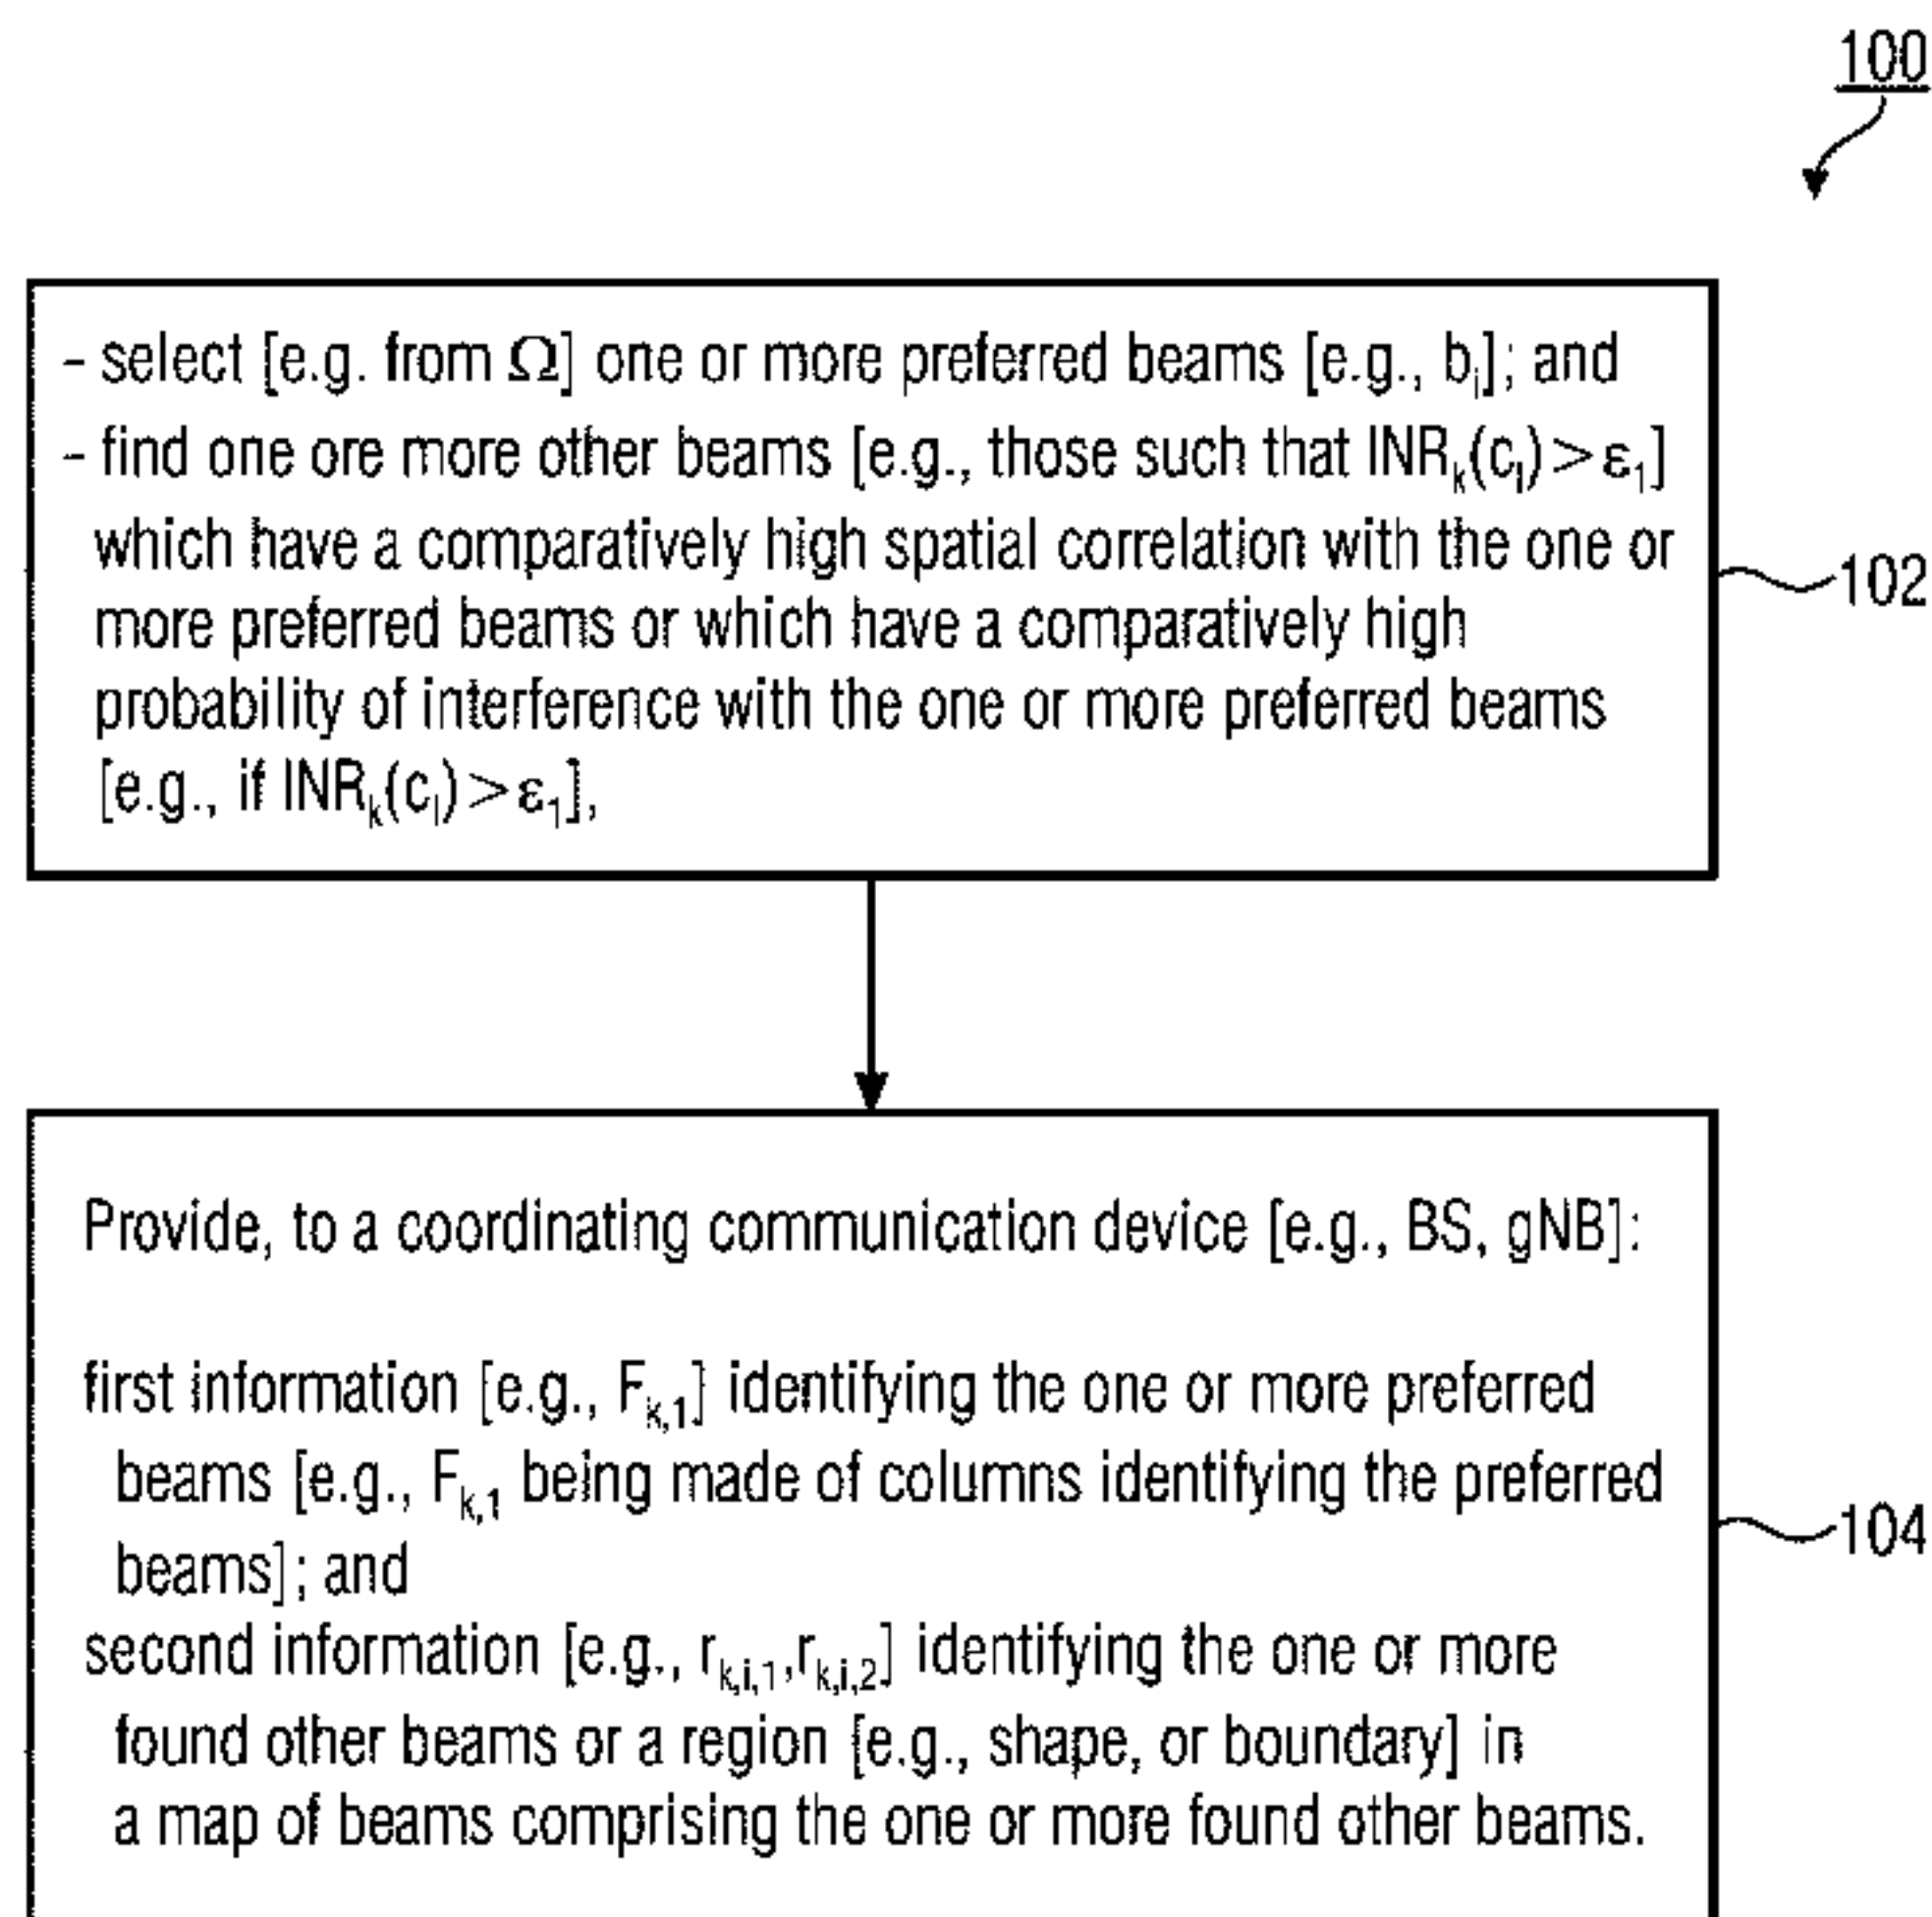 100
- select [e.g. from Ω] one or more preferred beams [e.g., bᵢ]; and
- find one ore more other beams [e.g., those such that INRₖ(cₗ)>ε₁]
which have a comparatively high spatial correlation with the one or
more preferred beams or which have a comparatively high
probability of interference with the one or more preferred beams
[e.g., if INRₖ(cₗ)>ε₁],
102
Provide, to a coordinating communication device [e.g., BS, gNB]:
first information [e.g., F_{k,1}] identifying the one or more preferred
beams [e.g., F_{k,1} being made of columns identifying the preferred
beams]; and
second information [e.g., r_{k,i,1},r_{k,i,2}] identifying the one or more
found other beams or a region [e.g., shape, or boundary] in
a map of beams comprising the one or more found other beams.
104